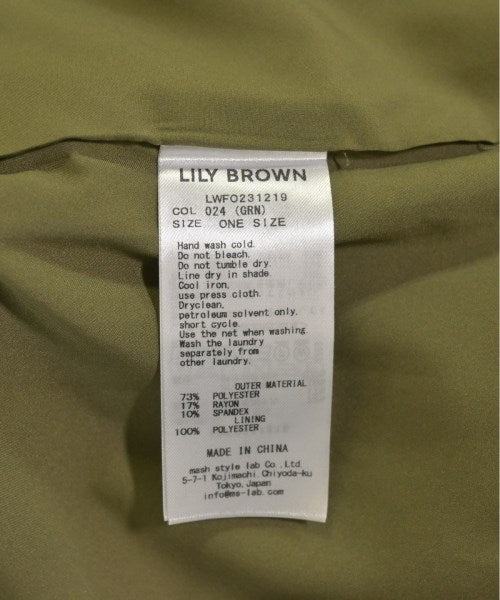 LILY BROWN
LWFO231219
COL 024 (GRN)
SIZE ONE SIZE
Hand wash cold.
Do not bleach.
Do not tumble dry.
Line dry in shade.
Cool iron,
use press cloth.
Dryclean,
petroleum solvent only.
short cycle.
Use the net when washing.
Wash the laundry
separately from
other laundry.
OUTER MATERIAL
73% POLYESTER
17% RAYON
10% SPANDEX
LINING
100% POLYESTER
MADE IN CHINA
mash style lab Co.,Ltd.
5-7-1 Kojimachi,Chiyoda-ku
Tokyo,Japan
info@ms-lab.com